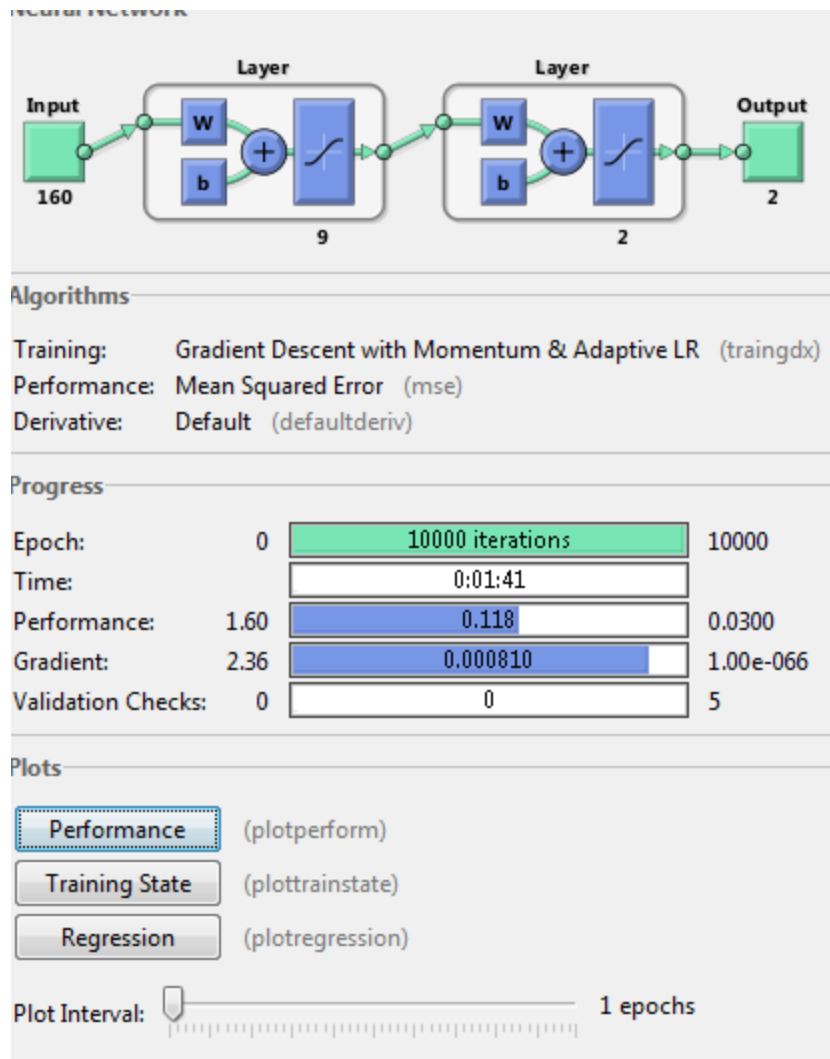 Neural Network
Layer Layer
Input Output
W W
+ +
b b
160 2
9 2
Algorithms
Training: Gradient Descent with Momentum & Adaptive LR (traingdx)
Performance: Mean Squared Error (mse)
Derivative: Default (defaultderiv)
Progress
Epoch: 0 10000 iterations 10000
Time: 0:01:41
Performance: 1.60 0.118 0.0300
Gradient: 2.36 0.000810 1.00e-066
Validation Checks: 0 0 5
Plots
Performance (plotperform)
Training State (plottrainstate)
Regression (plotregression)
Plot Interval: 1 epochs